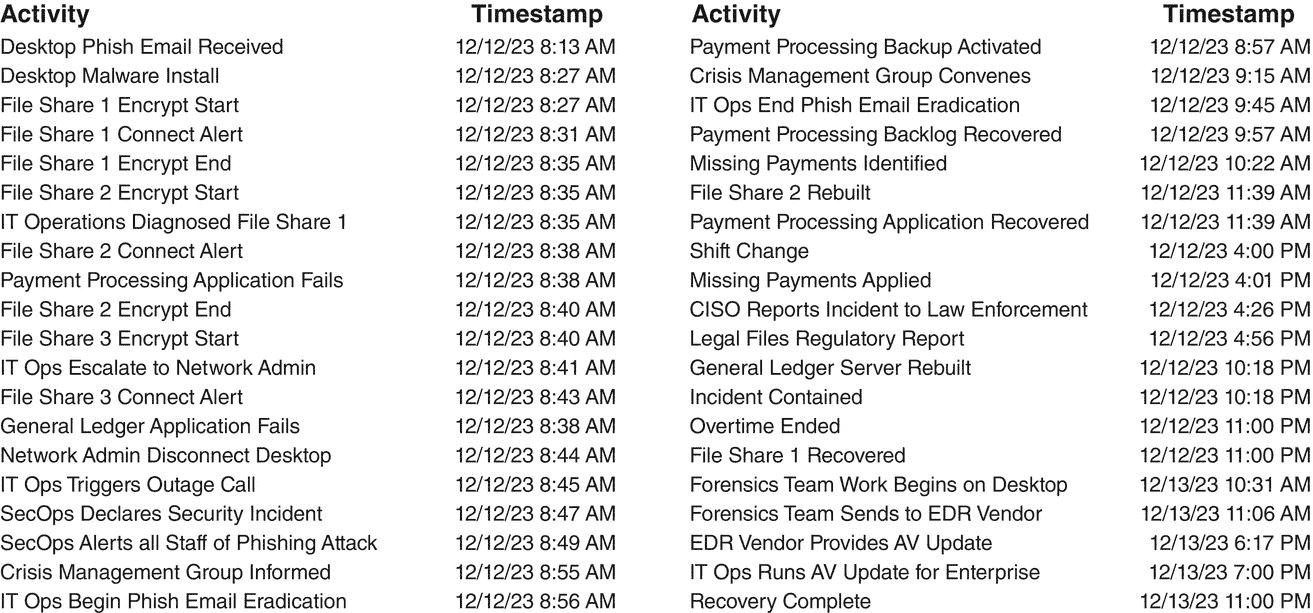 Activity Timestamp
Desktop Phish Email Received 12/12/23 8:13 AM
Desktop Malware Install 12/12/23 8:27 AM
File Share 1 Encrypt Start 12/12/23 8:27 AM
File Share 1 Connect Alert 12/12/23 8:31 AM
File Share 1 Encrypt End 12/12/23 8:35 AM
File Share 2 Encrypt Start 12/12/23 8:35 AM
IT Operations Diagnosed File Share 1 12/12/23 8:35 AM
File Share 2 Connect Alert 12/12/23 8:38 AM
Payment Processing Application Fails 12/12/23 8:38 AM
File Share 2 Encrypt End 12/12/23 8:40 AM
File Share 3 Encrypt Start 12/12/23 8:40 AM
IT Ops Escalate to Network Admin 12/12/23 8:41 AM
File Share 3 Connect Alert 12/12/23 8:43 AM
General Ledger Application Fails 12/12/23 8:38 AM
Network Admin Disconnect Desktop 12/12/23 8:44 AM
IT Ops Triggers Outage Call 12/12/23 8:45 AM
SecOps Declares Security Incident 12/12/23 8:47 AM
SecOps Alerts all Staff of Phishing Attack 12/12/23 8:49 AM
Crisis Management Group Informed 12/12/23 8:55 AM
IT Ops Begin Phish Email Eradication 12/12/23 8:56 AM
Activity Timestamp
Payment Processing Backup Activated 12/12/23 8:57 AM
Crisis Management Group Convenes 12/12/23 9:15 AM
IT Ops End Phish Email Eradication 12/12/23 9:45 AM
Payment Processing Backlog Recovered 12/12/23 9:57 AM
Missing Payments Identified 12/12/23 10:22 AM
File Share 2 Rebuilt 12/12/23 11:39 AM
Payment Processing Application Recovered 12/12/23 11:39 AM
Shift Change 12/12/23 4:00 PM
Missing Payments Applied 12/12/23 4:01 PM
CISO Reports Incident to Law Enforcement 12/12/23 4:26 PM
Legal Files Regulatory Report 12/12/23 4:56 PM
General Ledger Server Rebuilt 12/12/23 10:18 PM
Incident Contained 12/12/23 10:18 PM
Overtime Ended 12/12/23 11:00 PM
File Share 1 Recovered 12/12/23 11:00 PM
Forensics Team Work Begins on Desktop 12/13/23 10:31 AM
Forensics Team Sends to EDR Vendor 12/13/23 11:06 AM
EDR Vendor Provides AV Update 12/13/23 6:17 PM
IT Ops Runs AV Update for Enterprise 12/13/23 7:00 PM
Recovery Complete 12/13/23 11:00 PM